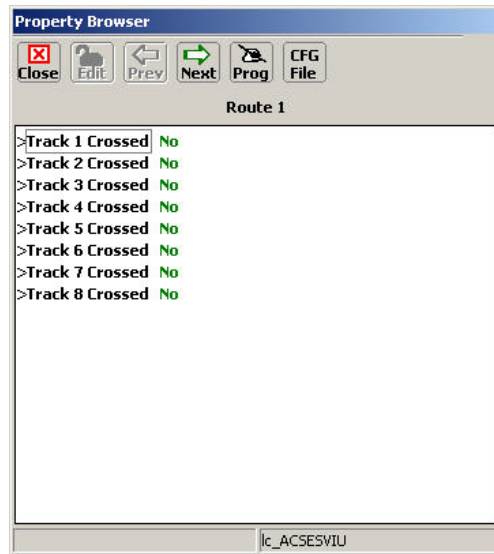 Property Browser
Close Edit Prev Next Prog CFG File
Route 1
>Track 1 Crossed No
>Track 2 Crossed No
>Track 3 Crossed No
>Track 4 Crossed No
>Track 5 Crossed No
>Track 6 Crossed No
>Track 7 Crossed No
>Track 8 Crossed No
lc_ACSESVIU